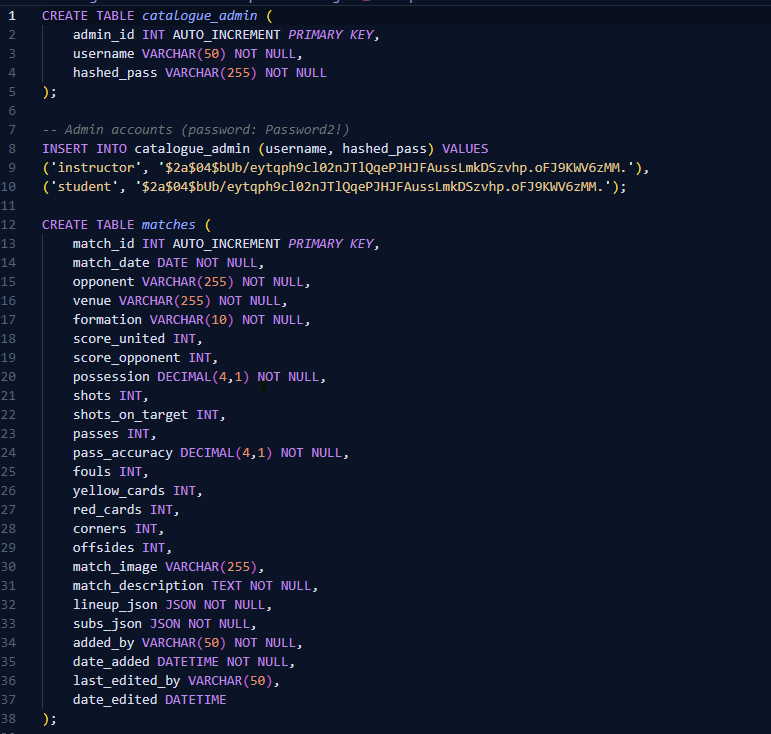 1 CREATE TABLE catalogue_admin (
2     admin_id INT AUTO_INCREMENT PRIMARY KEY,
3     username VARCHAR(50) NOT NULL,
4     hashed_pass VARCHAR(255) NOT NULL
5 );
6
7 -- Admin accounts (password: Password2!)
8 INSERT INTO catalogue_admin (username, hashed_pass) VALUES
9 ('instructor', '$2a$04$bUb/eytqph9cl02nJTlQqePJHJFAussLmkDSzvhp.oFJ9KWV6zMM.'),
10 ('student', '$2a$04$bUb/eytqph9cl02nJTlQqePJHJFAussLmkDSzvhp.oFJ9KWV6zMM.');
11
12 CREATE TABLE matches (
13     match_id INT AUTO_INCREMENT PRIMARY KEY,
14     match_date DATE NOT NULL,
15     opponent VARCHAR(255) NOT NULL,
16     venue VARCHAR(255) NOT NULL,
17     formation VARCHAR(10) NOT NULL,
18     score_united INT,
19     score_opponent INT,
20     possession DECIMAL(4,1) NOT NULL,
21     shots INT,
22     shots_on_target INT,
23     passes INT,
24     pass_accuracy DECIMAL(4,1) NOT NULL,
25     fouls INT,
26     yellow_cards INT,
27     red_cards INT,
28     corners INT,
29     offsides INT,
30     match_image VARCHAR(255),
31     match_description TEXT NOT NULL,
32     lineup_json JSON NOT NULL,
33     subs_json JSON NOT NULL,
34     added_by VARCHAR(50) NOT NULL,
35     date_added DATETIME NOT NULL,
36     last_edited_by VARCHAR(50),
37     date_edited DATETIME
38 );